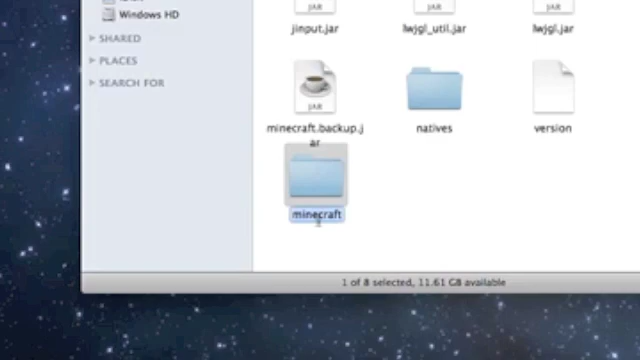 Windows HD
SHARED
PLACES
SEARCH FOR
JAR
JAR
JAR
jinput.jar
lwjgl_util.jar
lwjgl.jar
JAR
minecraft.backup.j
ar
natives
version
minecraft
1 of 8 selected, 11.61 GB available